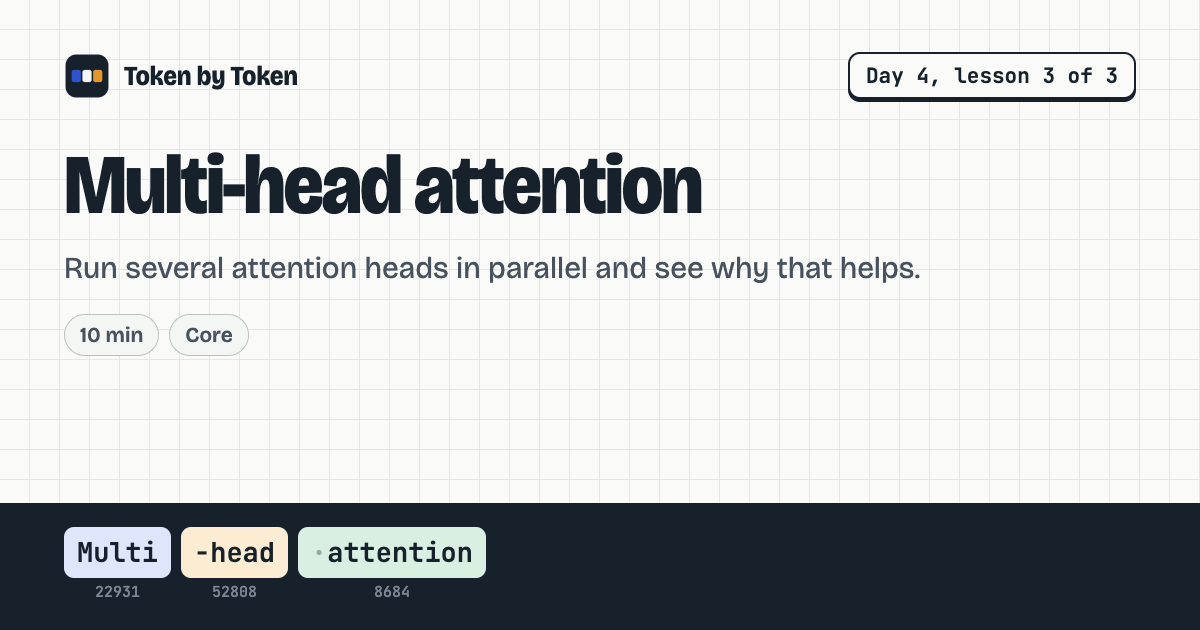 Token by Token
Day 4, lesson 3 of 3
Multi-head attention
Run several attention heads in parallel and see why that helps.
10 min
Core
Multi -head ·attention
22931 52808 8684